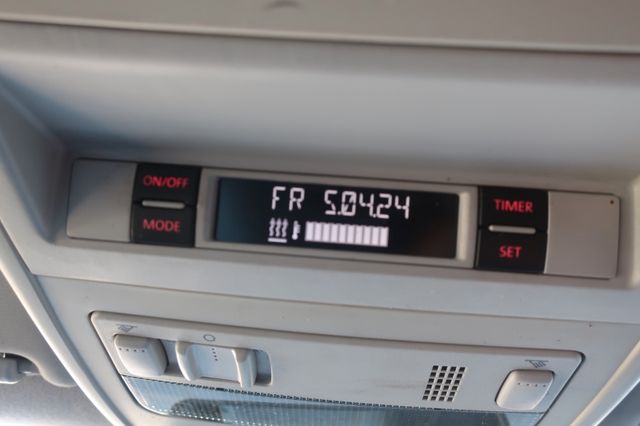 ON/OFF
MODE
FR 5.04.24
TIMER
SET